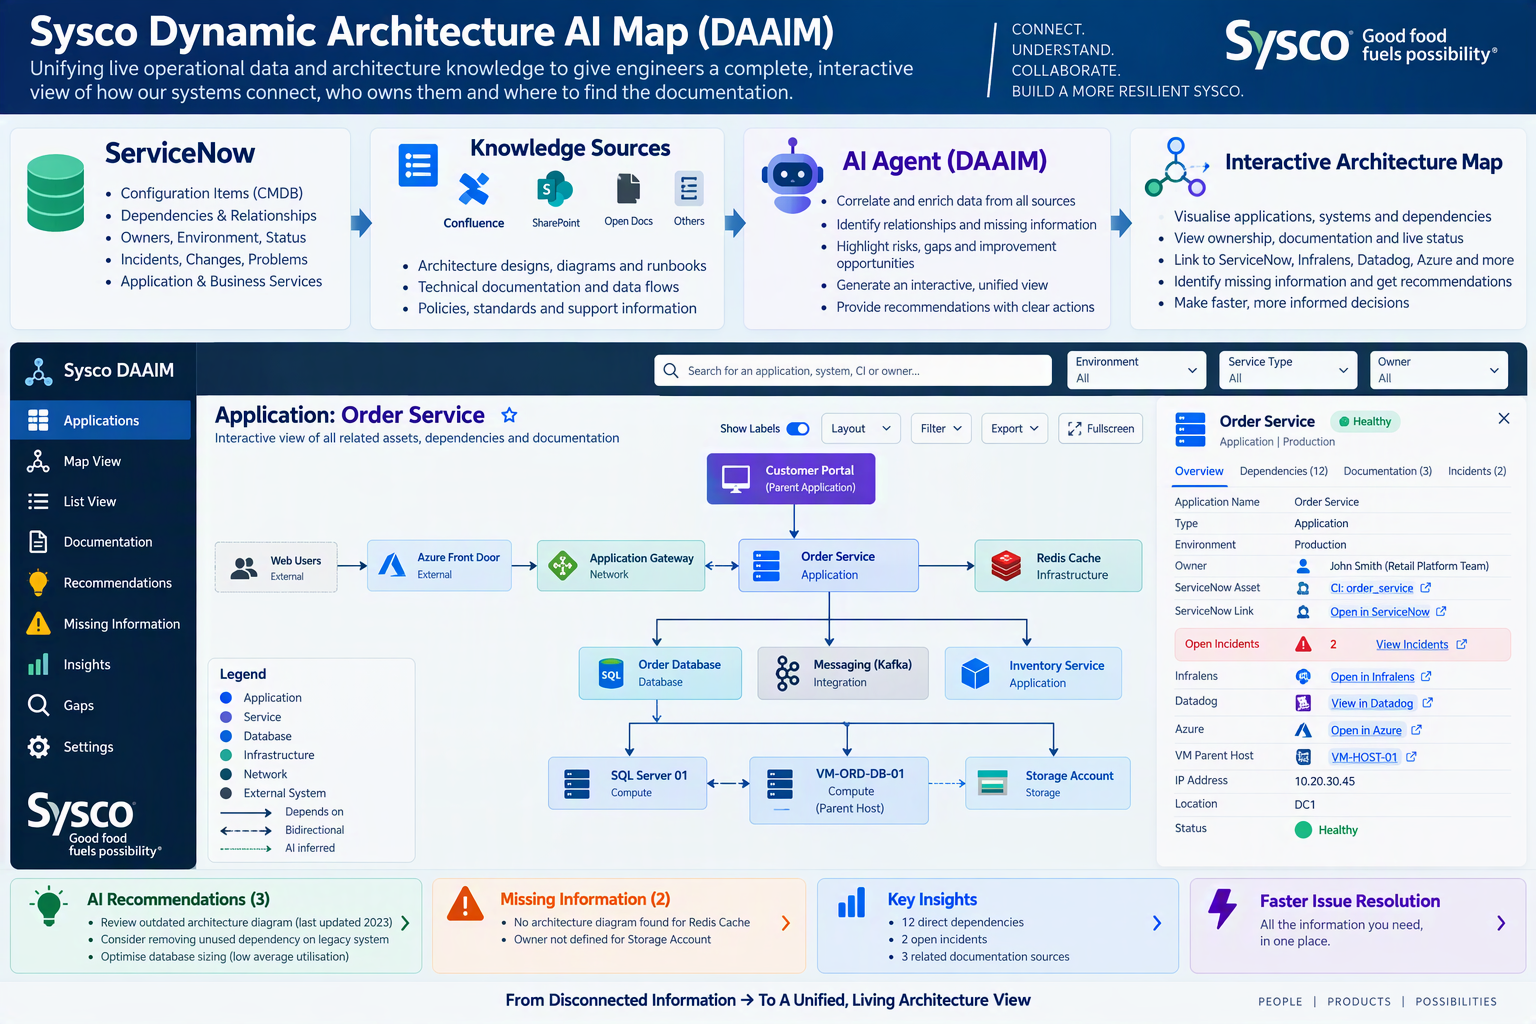 Sysco Dynamic Architecture AI Map (DAAIM)
Unifying live operational data and architecture knowledge to give engineers a complete, interactive
view of how our systems connect, who owns them and where to find the documentation.
CONNECT.
UNDERSTAND.
COLLABORATE.
BUILD A MORE RESILIENT SYSCO.
Sysco
Good food
fuels possibility®
ServiceNow
• Configuration Items (CMDB)
• Dependencies & Relationships
• Owners, Environment, Status
• Incidents, Changes, Problems
• Application & Business Services
Knowledge Sources
Confluence
SharePoint
Open Docs
Others
• Architecture designs, diagrams and runbooks
• Technical documentation and data flows
• Policies, standards and support information
AI Agent (DAAIM)
• Correlate and enrich data from all sources
• Identify relationships and missing information
• Highlight risks, gaps and improvement
opportunities
• Generate an interactive, unified view
• Provide recommendations with clear actions
Interactive Architecture Map
Visualise applications, systems and dependencies
• View ownership, documentation and live status
• Link to ServiceNow, Infralens, Datadog, Azure and more
• Identify missing information and get recommendations
• Make faster, more informed decisions
Sysco DAAIM
Search for an application, system, CI or owner...
Environment
All
Service Type
All
Owner
All
Applications
Map View
List View
Documentation
Recommendations
Missing Information
Insights
Gaps
Settings
Sysco
Good food
fuels possibility®
Application: Order Service
Interactive view of all related assets, dependencies and documentation
Show Labels
Layout
Filter
Export
Fullscreen
Customer Portal
(Parent Application)
Web Users
External
Azure Front Door
External
Application Gateway
Network
Order Service
Application
Redis Cache
Infrastructure
SQL
Order Database
Database
Messaging (Kafka)
Integration
Inventory Service
Application
SQL Server 01
Compute
VM-ORD-DB-01
Compute
(Parent Host)
Storage Account
Storage
Legend
Application
Service
Database
Infrastructure
Network
External System
Depends on
Bidirectional
AI inferred
Order Service
Healthy
Application | Production
Overview
Dependencies (12)
Documentation (3)
Incidents (2)
Application Name Order Service
Type Application
Environment Production
Owner John Smith (Retail Platform Team)
ServiceNow Asset CI: order_service
ServiceNow Link Open in ServiceNow
Open Incidents 2 View Incidents
Infralens Open in Infralens
Datadog View in Datadog
Azure Open in Azure
VM Parent Host VM-HOST-01
IP Address 10.20.30.45
Location DC1
Status Healthy
AI Recommendations (3)
• Review outdated architecture diagram (last updated 2023)
• Consider removing unused dependency on legacy system
• Optimise database sizing (low average utilisation)
Missing Information (2)
• No architecture diagram found for Redis Cache
• Owner not defined for Storage Account
Key Insights
• 12 direct dependencies
• 2 open incidents
• 3 related documentation sources
Faster Issue Resolution
All the information you need,
in one place.
From Disconnected Information → To A Unified, Living Architecture View
PEOPLE | PRODUCTS | POSSIBILITIES